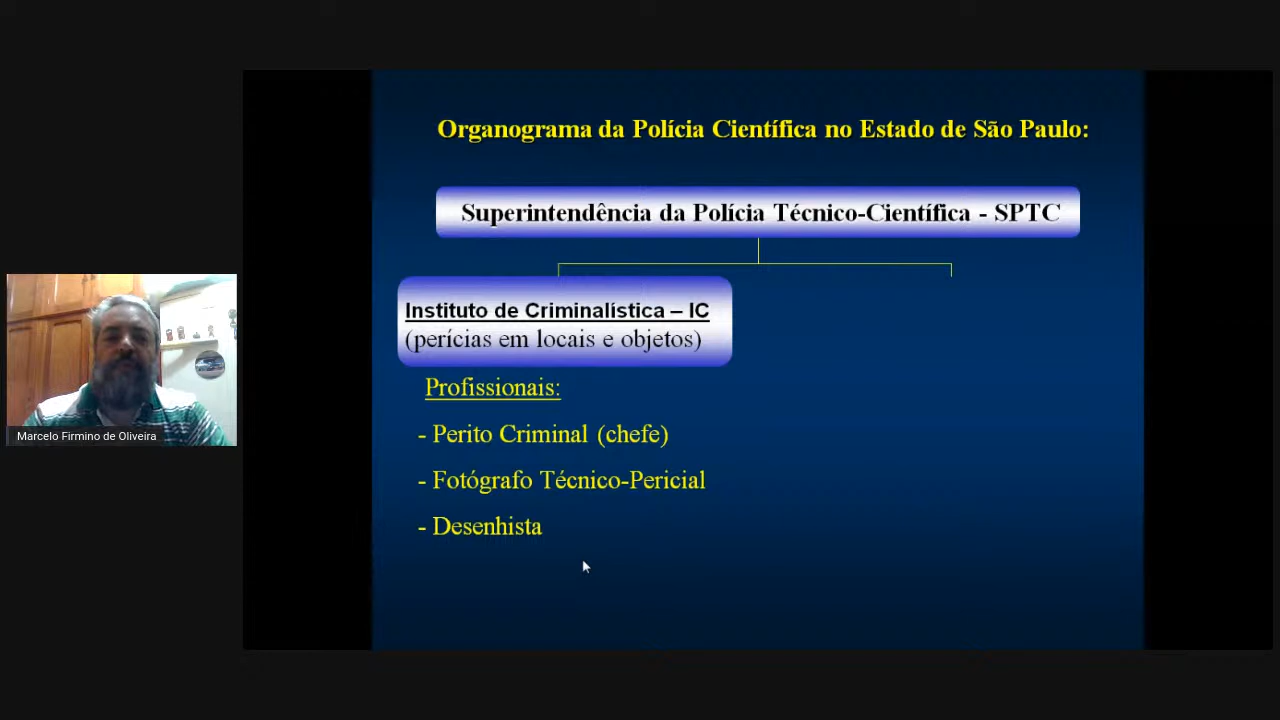 Organograma da Polícia Científica no Estado de São Paulo:
Superintendência da Polícia Técnico-Científica - SPTC
Instituto de Criminalística – IC
(perícias em locais e objetos)
Profissionais:
- Perito Criminal (chefe)
- Fotógrafo Técnico-Pericial
- Desenhista
Marcelo Firmino de Oliveira